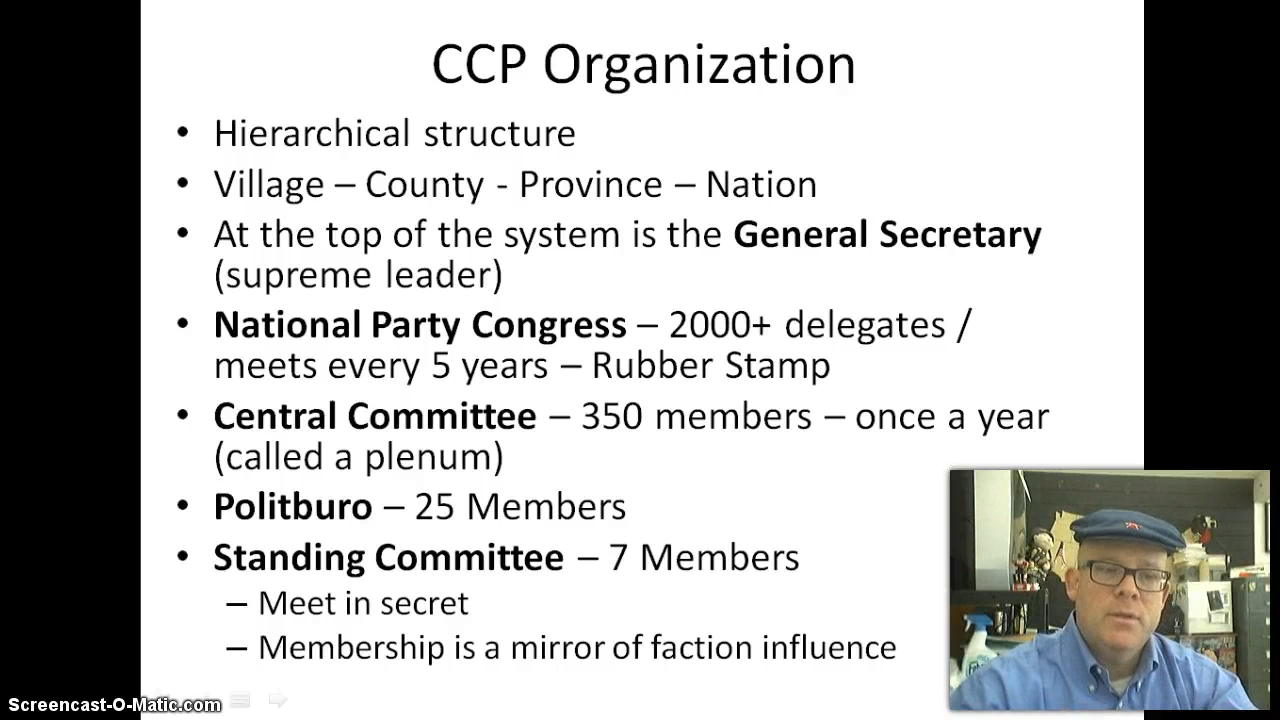 CCP Organization
• Hierarchical structure
• Village – County - Province – Nation
• At the top of the system is the General Secretary
(supreme leader)
• National Party Congress – 2000+ delegates /
meets every 5 years – Rubber Stamp
• Central Committee – 350 members – once a year
(called a plenum)
• Politburo – 25 Members
• Standing Committee – 7 Members
– Meet in secret
– Membership is a mirror of faction influence
Screencast-O-Matic.com